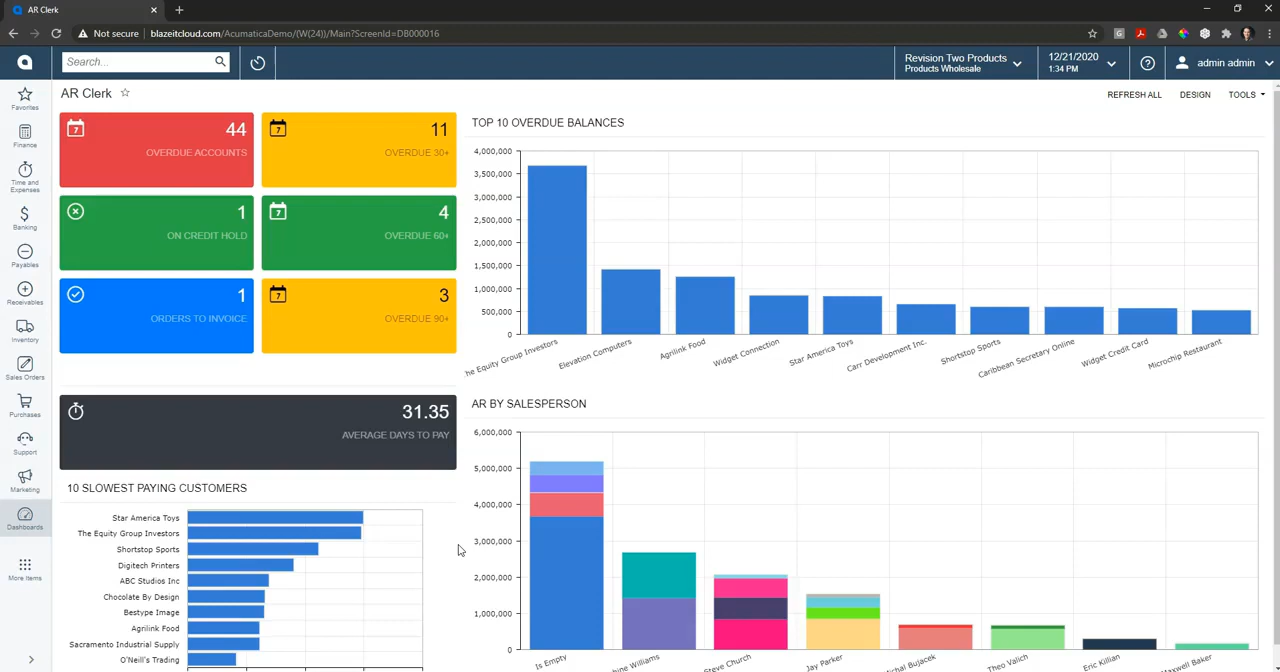 AR Clerk
Not secure
blazeitcloud.com/AcumaticaDemo/(W(24))/Main?ScreenId=DB000016
Search...
Revision Two Products
Products Wholesale
12/21/2020
1:34 PM
admin admin
Favorites
Finance
Time and
Expenses
Banking
Payables
Receivables
Inventory
Sales Orders
Purchases
Support
Marketing
Dashboards
More Items
AR Clerk
REFRESH ALL
DESIGN
TOOLS
7
44
OVERDUE ACCOUNTS
7
11
OVERDUE 30+
1
ON CREDIT HOLD
7
4
OVERDUE 60+
1
ORDERS TO INVOICE
7
3
OVERDUE 90+
31.35
AVERAGE DAYS TO PAY
10 SLOWEST PAYING CUSTOMERS
Star America Toys
The Equity Group Investors
Shortstop Sports
Digitech Printers
ABC Studios Inc
Chocolate By Design
Bestype Image
Agrilink Food
Sacramento Industrial Supply
O'Neill's Trading
TOP 10 OVERDUE BALANCES
4,000,000
3,500,000
3,000,000
2,500,000
2,000,000
1,500,000
1,000,000
500,000
0
he Equity Group Investors
Elevation Computers
Agrilink Food
Widget Connection
Star America Toys
Carr Development Inc.
Shortstop Sports
Caribbean Secretary Online
Widget Credit Card
Microchip Restaurant
AR BY SALESPERSON
6,000,000
5,000,000
4,000,000
3,000,000
2,000,000
1,000,000
0
Is Empty
Williams
Steve Church
Jay Parker
Bujacek
Theo Valich
Eric Killian
Maxwell Baker